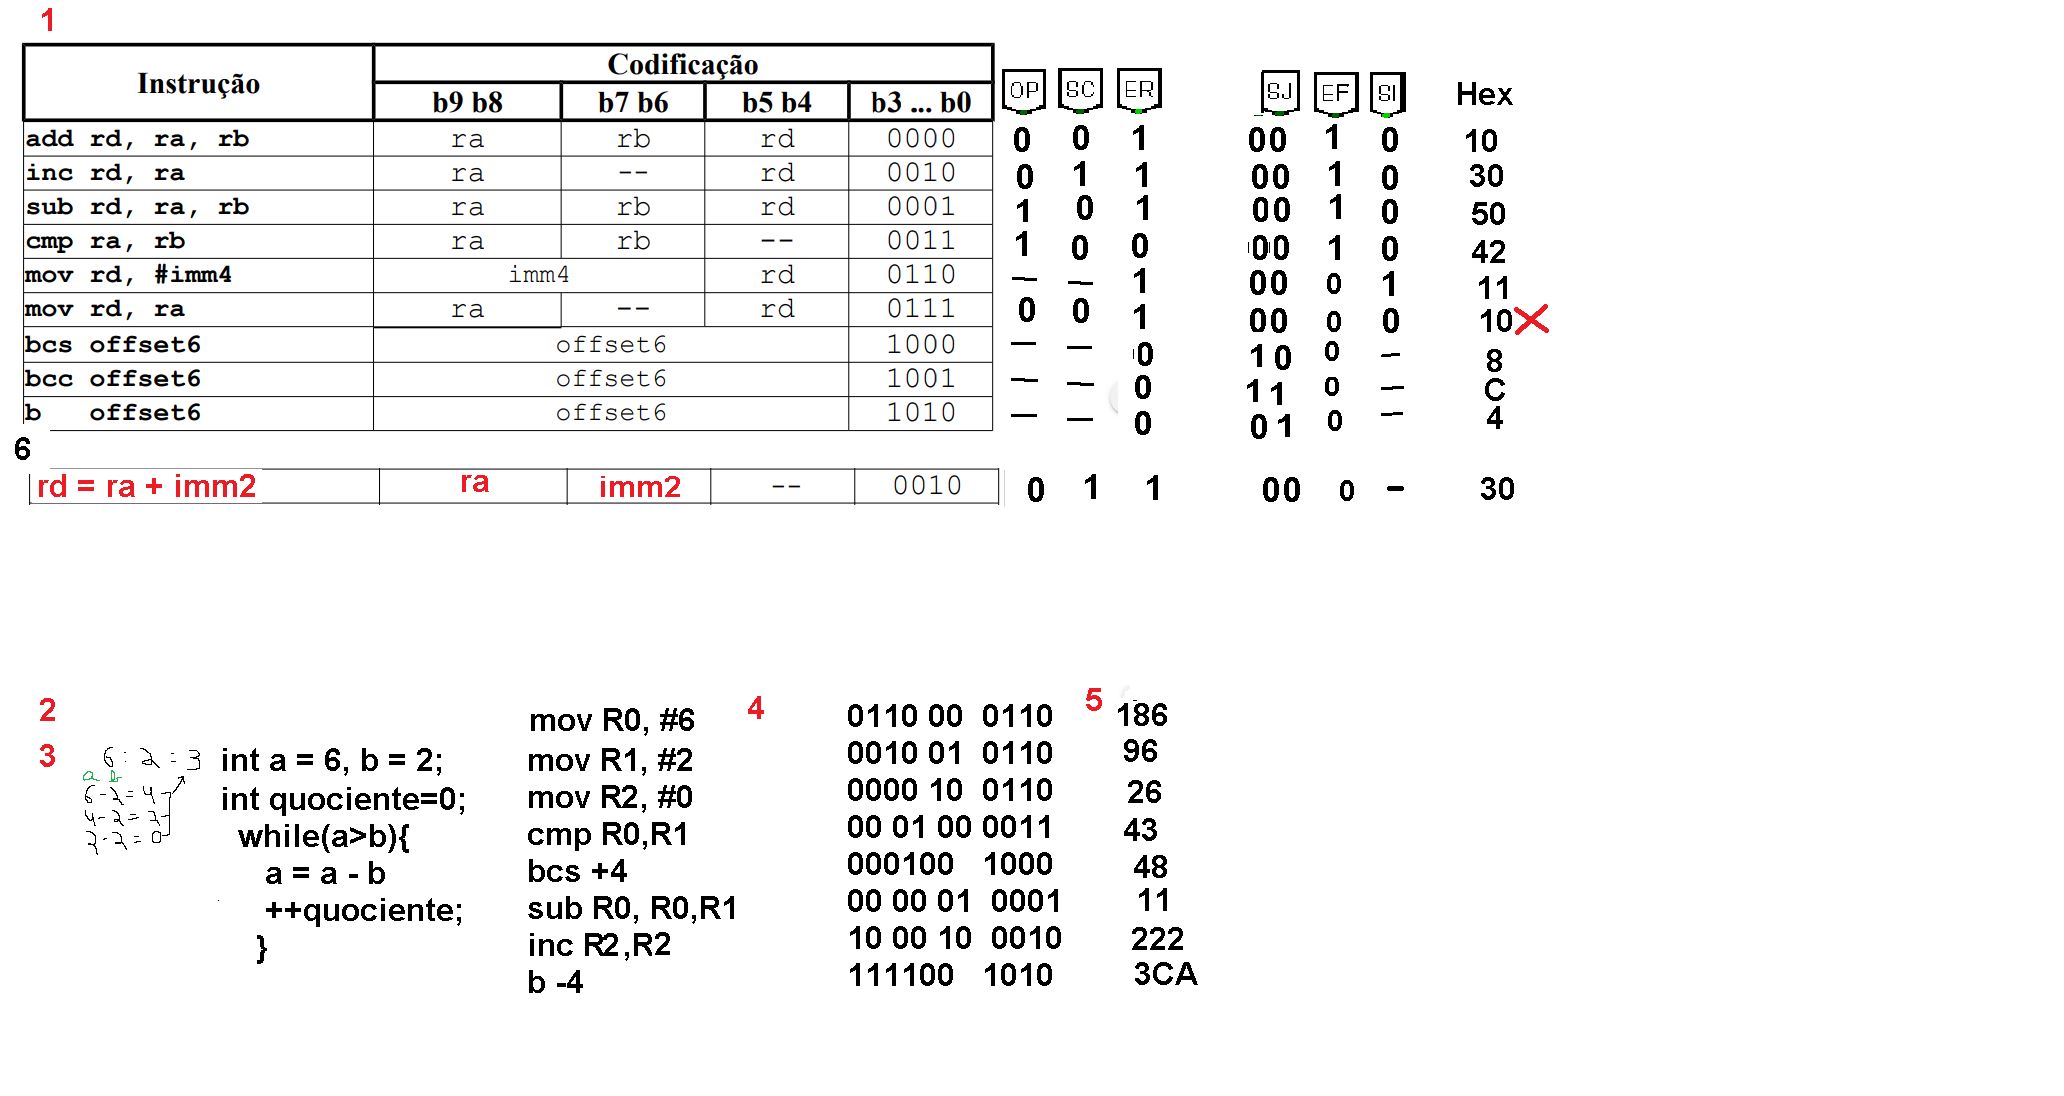 1
Instrução Codificação OP SC ER SJ EF SI Hex
b9 b8 b7 b6 b5 b4 b3 ... b0
add rd, ra, rb ra rb rd 0000 0 0 1 00 1 0 10
inc rd, ra ra -- rd 0010 0 1 1 00 1 0 30
sub rd, ra, rb ra rb rd 0001 1 0 1 00 1 0 50
cmp ra, rb ra rb -- 0011 1 0 0 00 1 0 42
mov rd, #imm4 imm4 rd 0110 — — 1 00 0 1 11
mov rd, ra ra -- rd 0111 0 0 1 00 0 0 10
bcs offset6 offset6 1000 — — 0 10 0 — 8
bcc offset6 offset6 1001 — — 0 11 0 — C
b offset6 offset6 1010 — — 0 01 0 — 4
6
rd = ra + imm2 ra imm2 -- 0010 0 1 1 00 0 - 30
2 mov R0, #6 4 0110 00 0110 5 186
3 6 : 2 = 3 int a = 6, b = 2; mov R1, #2 0010 01 0110 96
a b
6-2=4 int quociente=0; mov R2, #0 0000 10 0110 26
4-2=2 while(a>b){ cmp R0,R1 00 01 00 0011 43
2-2=0
a = a - b bcs +4 000100 1000 48
++quociente; sub R0, R0,R1 00 00 01 0001 11
} inc R2,R2 10 00 10 0010 222
b -4 111100 1010 3CA